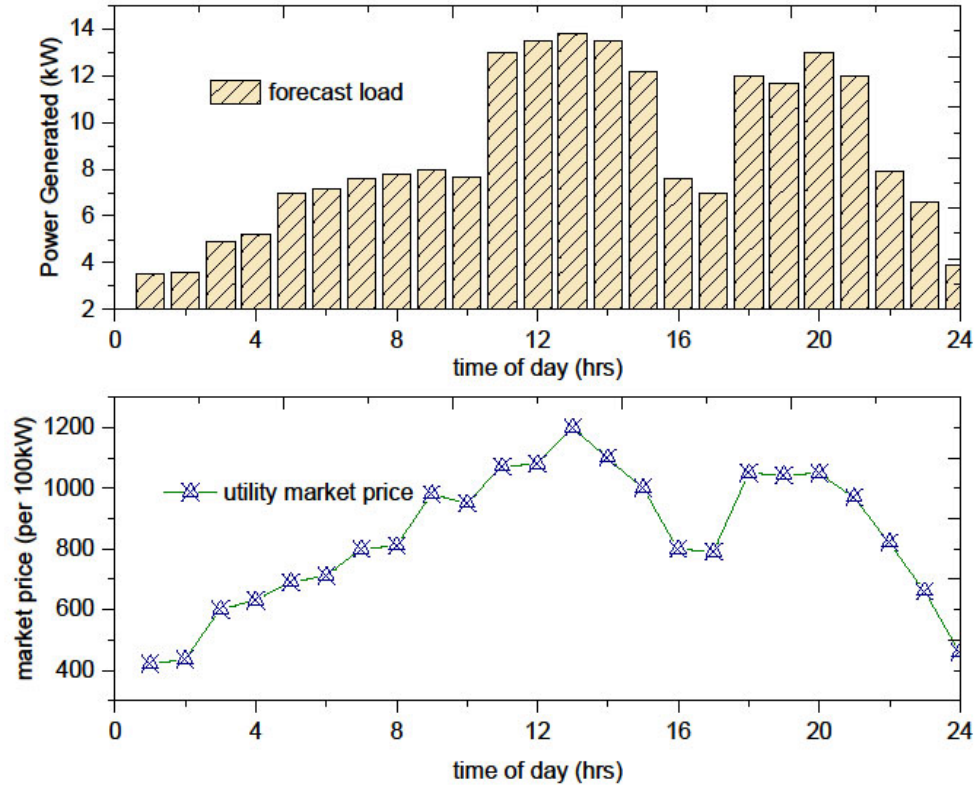 14
12
10
8
6
4
2
Power Generated (kW)
forecast load
0 4 8 12 16 20 24
time of day (hrs)
1200
1000
800
600
400
market price (per 100kW)
utility market price
0 4 8 12 16 20 24
time of day (hrs)